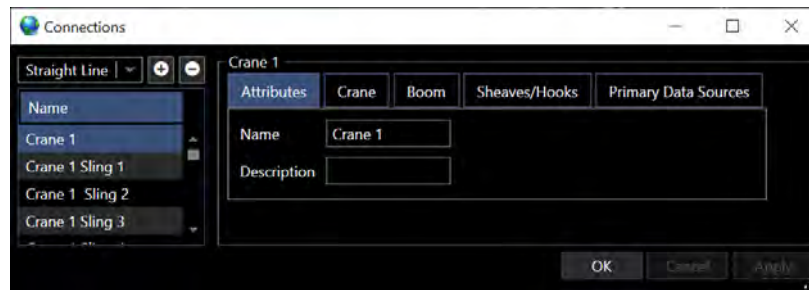 Connections
Straight Line
Name
Crane 1
Crane 1 Sling 1
Crane 1  Sling 2
Crane 1 Sling 3
Crane 1
Attributes Crane Boom Sheaves/Hooks Primary Data Sources
Name Crane 1
Description
OK Cancel Apply